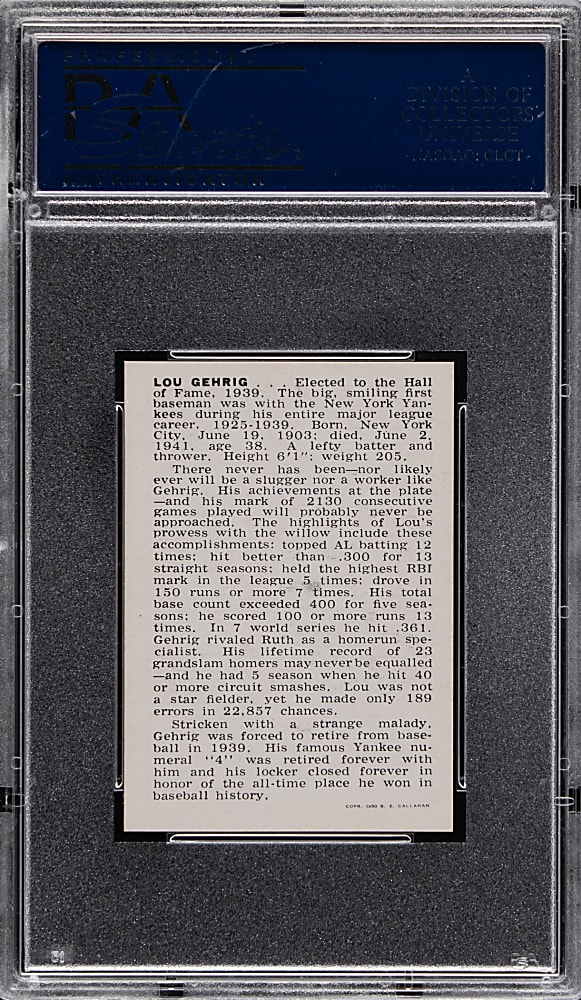 PROFESSIONAL
PSA
Sports
AUTHENTICATOR
A
DIVISION OF
COLLECTORS
UNIVERSE
NASDAQ: CLCT
LOU GEHRIG . . . Elected to the Hall
of Fame, 1939. The big, smiling first
baseman was with the New York Yan-
kees during his entire major league
career, 1925-1939. Born, New York
City, June 19, 1903; died, June 2,
1941, age 38. A lefty batter and
thrower. Height 6'1"; weight 205.
There never has been—nor likely
ever will be a slugger nor a worker like
Gehrig. His achievements at the plate
—and his mark of 2130 consecutive
games played will probably never be
approached. The highlights of Lou's
prowess with the willow include these
accomplishments: topped AL batting 12
times; hit better than .300 for 13
straight seasons; held the highest RBI
mark in the league 5 times; drove in
150 runs or more 7 times. His total
base count exceeded 400 for five sea-
sons; he scored 100 or more runs 13
times. In 7 world series he hit .361.
Gehrig rivaled Ruth as a homerun spe-
cialist. His lifetime record of 23
grandslam homers may never be equalled
—and he had 5 season when he hit 40
or more circuit smashes. Lou was not
a star fielder, yet he made only 189
errors in 22,857 chances.
Stricken with a strange malady,
Gehrig was forced to retire from base-
ball in 1939. His famous Yankee nu-
meral "4" was retired forever with
him and his locker closed forever in
honor of the all-time place he won in
baseball history.
COPR. 1950 B. E. CALLAHAN